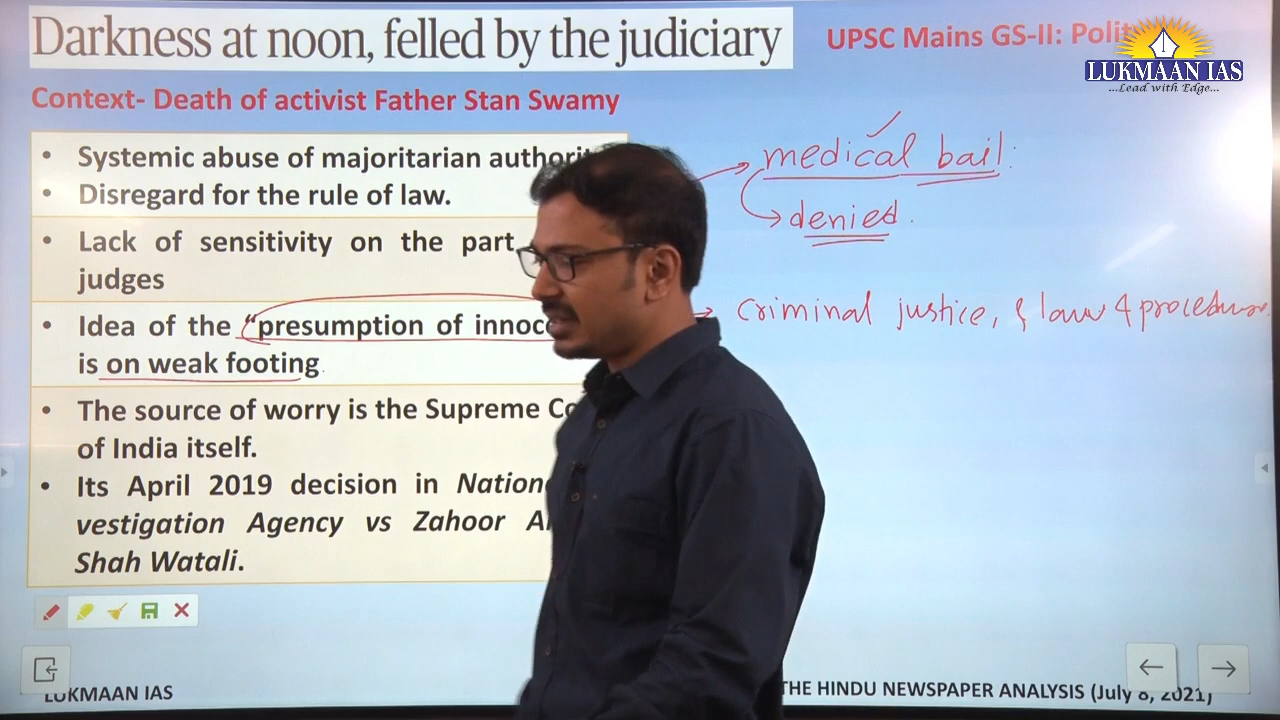 Darkness at noon, felled by the judiciary
UPSC Mains GS-II: Polit
LUKMAAN IAS
...Lead with Edge...
Context- Death of activist Father Stan Swamy
• Systemic abuse of majoritarian authorit
• Disregard for the rule of law.
• Lack of sensitivity on the part
judges
• Idea of the “presumption of innoce
is on weak footing.
• The source of worry is the Supreme Co
of India itself.
• Its April 2019 decision in Nation
vestigation Agency vs Zahoor A
Shah Watali.
medical bail:
denied.
criminal justice, & law & procedure.
LUKMAAN IAS
THE HINDU NEWSPAPER ANALYSIS (July 8, 2021)